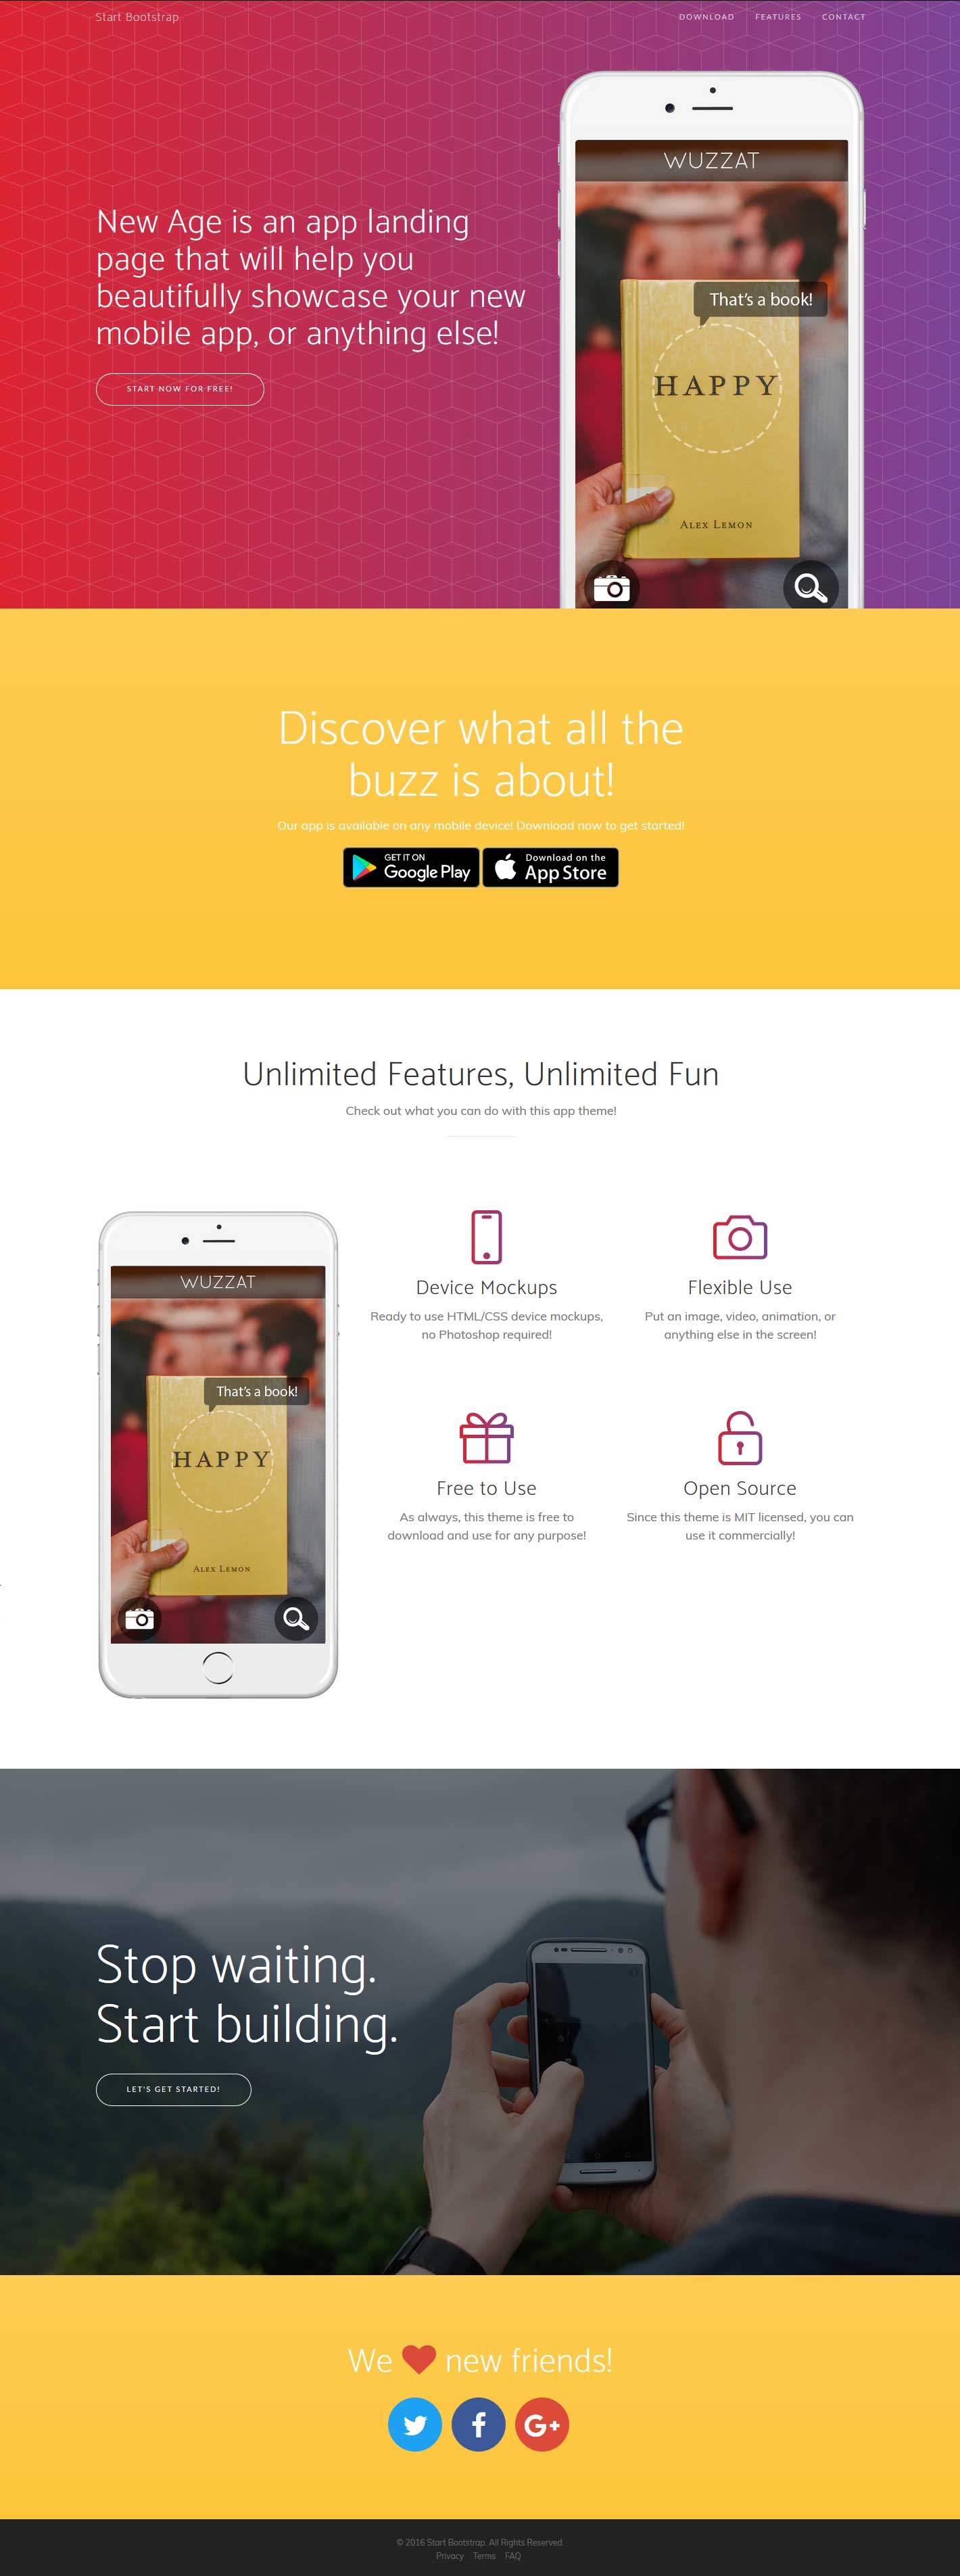 Start Bootstrap
DOWNLOAD FEATURES CONTACT
WUZZAT
New Age is an app landing
page that will help you
beautifully showcase your new
mobile app, or anything else!
START NOW FOR FREE!
That's a book!
HAPPY
ALEX LEMON
Discover what all the
buzz is about!
Our app is available on any mobile device! Download now to get started!
GET IT ON
Google Play
Download on the
App Store
Unlimited Features, Unlimited Fun
Check out what you can do with this app theme!
WUZZAT
That's a book!
HAPPY
ALEX LEMON
Device Mockups
Ready to use HTML/CSS device mockups,
no Photoshop required!
Flexible Use
Put an image, video, animation, or
anything else in the screen!
Free to Use
As always, this theme is free to
download and use for any purpose!
Open Source
Since this theme is MIT licensed, you can
use it commercially!
Stop waiting.
Start building.
LET'S GET STARTED!
We ❤ new friends!
f
G+
© 2016 Start Bootstrap. All Rights Reserved.
Privacy Terms FAQ